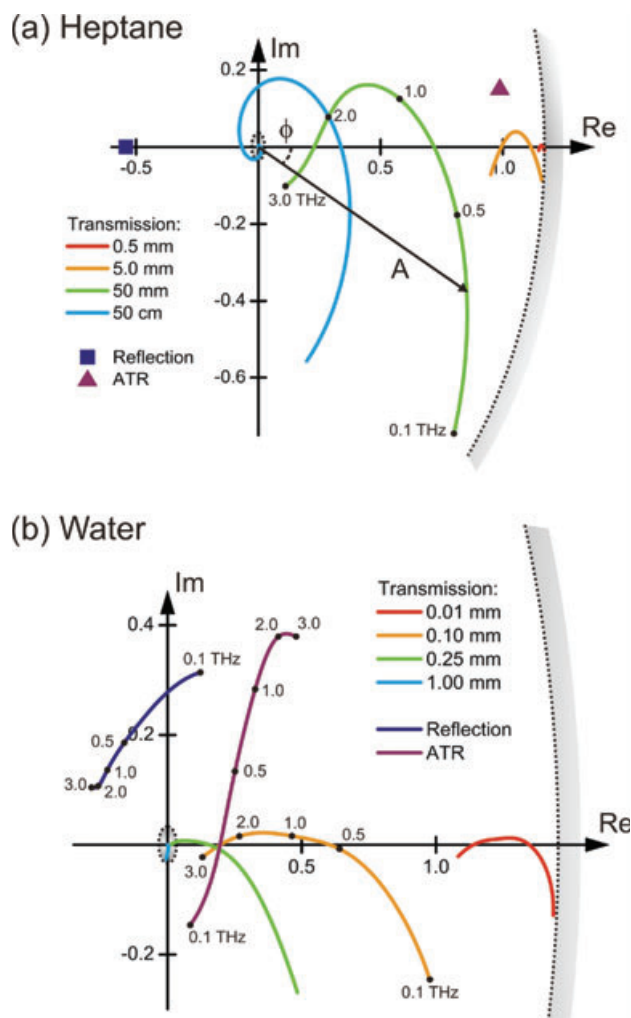 (a) Heptane
Im
0.2
1.0
2.0
Re
-0.5
ϕ
0.5
1.0
3.0 THz
0.5
-0.2
Transmission:
0.5 mm
5.0 mm
50 mm
50 cm
A
-0.4
Reflection
ATR
-0.6
0.1 THz
(b) Water
Im
Transmission:
0.01 mm
0.10 mm
0.25 mm
1.00 mm
Reflection
ATR
0.4
2.0
3.0
0.1 THz
1.0
0.5
0.2
0.5
1.0
3.0
2.0
2.0
1.0
0.5
Re
3.0
0.5
1.0
0.1 THz
-0.2
0.1 THz